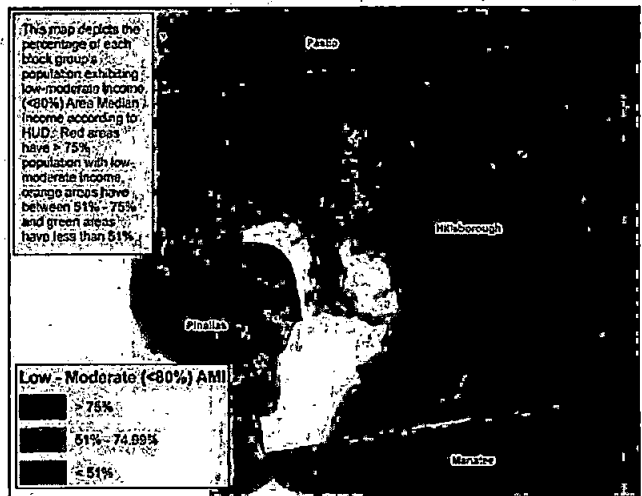 This map depicts the
percentage of each
block group's
population exhibiting
low-moderate income
(<80%) Area Median
Income according to
HUD. Red areas
have > 75%
population with low-
moderate income,
orange areas have
between 51% - 75%
and green areas
have less than 51%.
Pasco
Hillsborough
Pinellas
Manatee
Low - Moderate (<80%) AMI
> 75%
51% - 74.99%
< 51%